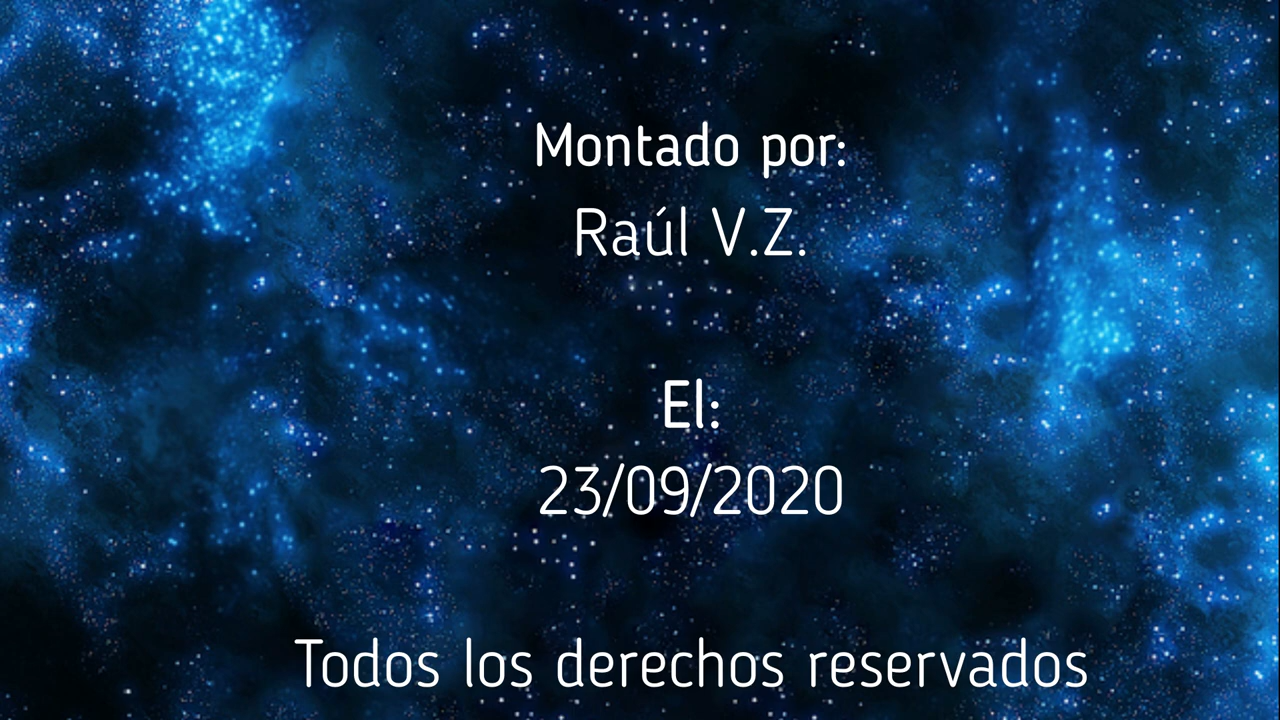 Montado por:
Raúl V.Z.
El:
23/09/2020
Todos los derechos reservados